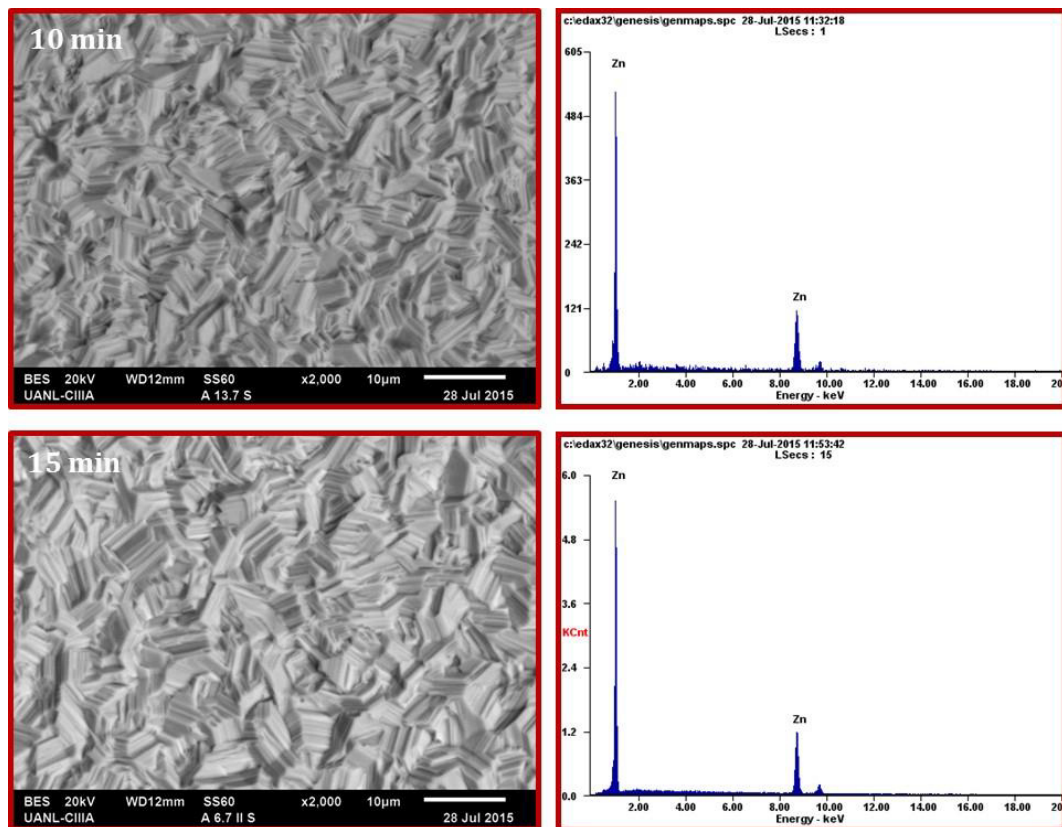 10 min
BES 20kV WD12mm SS60 x2,000 10µm
UANL-CIIIA A 13.7 S 28 Jul 2015
c:\edax32\genesis\genmaps.spc 28-Jul-2015 11:32:18
LSecs : 1
605
Zn
484
363
242
121
Zn
0
2.00 4.00 6.00 8.00 10.00 12.00 14.00 16.00 18.00 20
Energy - keV
15 min
BES 20kV WD12mm SS60 x2,000 10µm
UANL-CIIIA A 6.7 II S 28 Jul 2015
c:\edax32\genesis\genmaps.spc 28-Jul-2015 11:53:42
LSecs : 15
6.0
Zn
4.8
3.6
KCnt
2.4
1.2
Zn
0.0
2.00 4.00 6.00 8.00 10.00 12.00 14.00 16.00 18.00 20
Energy - keV